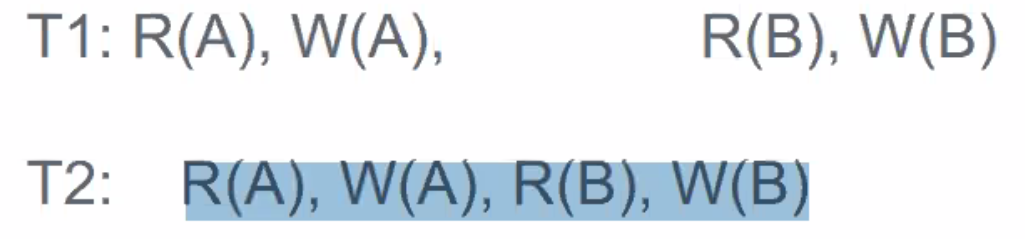 T1: R(A), W(A), R(B), W(B)
T2: R(A), W(A), R(B), W(B)